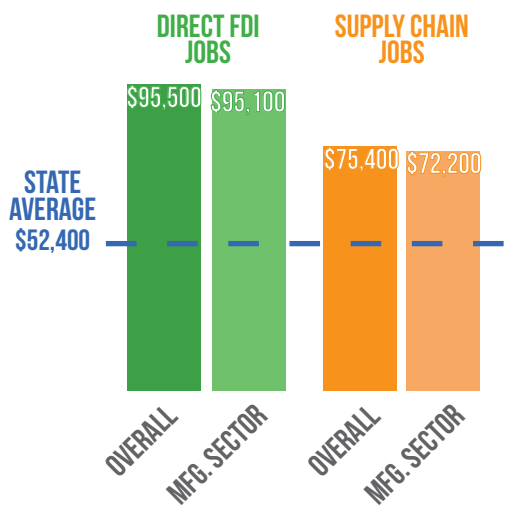 DIRECT FDI
JOBS
SUPPLY CHAIN
JOBS
$95,500
$95,100
$75,400
$72,200
STATE
AVERAGE
$52,400
OVERALL
MFG. SECTOR
OVERALL
MFG. SECTOR